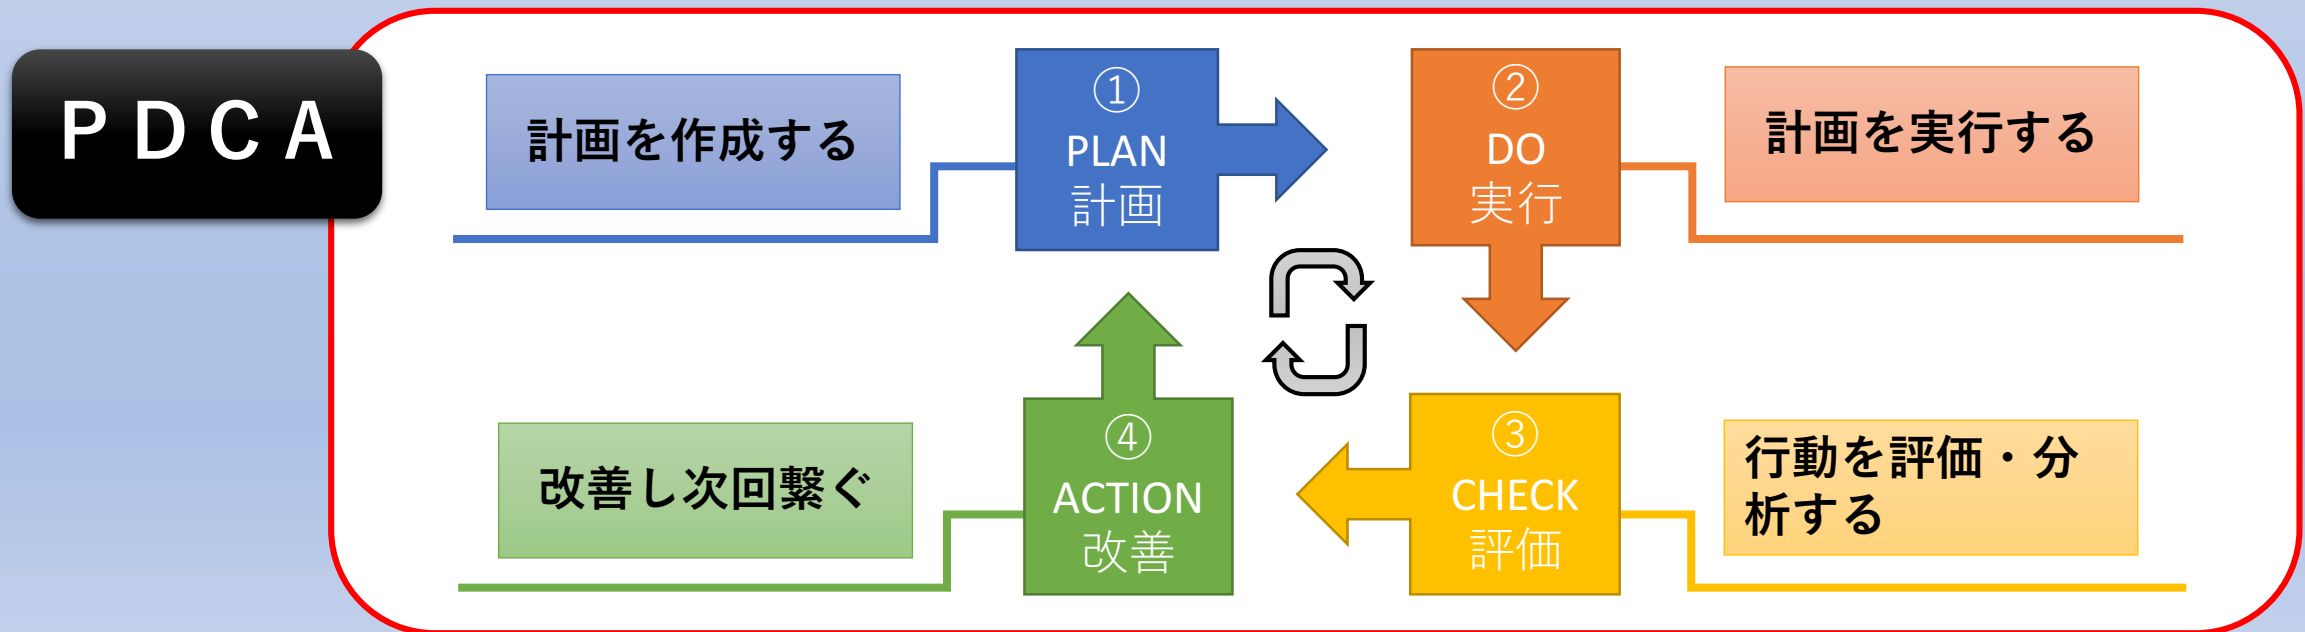 PDCA
計画を作成する
①
PLAN
計画
②
DO
実行
計画を実行する
改善し次回繋ぐ
④
ACTION
改善
③
CHECK
評価
行動を評価・分
析する